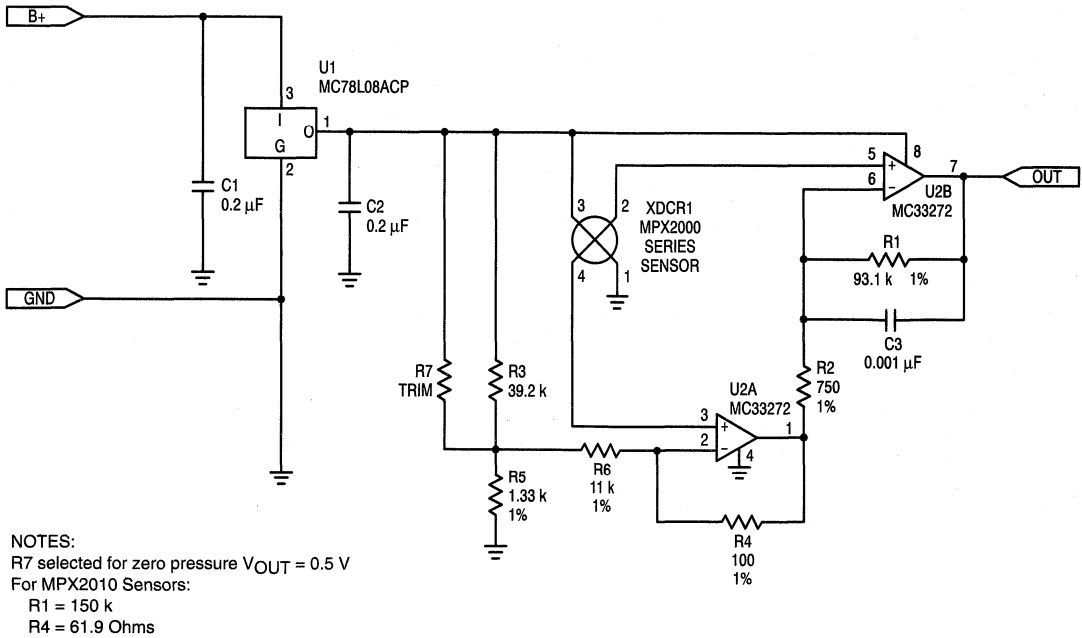 B+
U1
MC78L08ACP
3
I
O
1
G
2
C1
0.2 µF
C2
0.2 µF
GND
3
2
4
1
XDCR1
MPX2000
SERIES
SENSOR
5
6
8
7
+
–
U2B
MC33272
OUT
R1
93.1 k 1%
C3
0.001 µF
R2
750
1%
R7
TRIM
R3
39.2 k
U2A
MC33272
3
2
+
–
4
1
R6
11 k
1%
R5
1.33 k
1%
R4
100
1%
NOTES:
R7 selected for zero pressure VOUT = 0.5 V
For MPX2010 Sensors:
R1 = 150 k
R4 = 61.9 Ohms